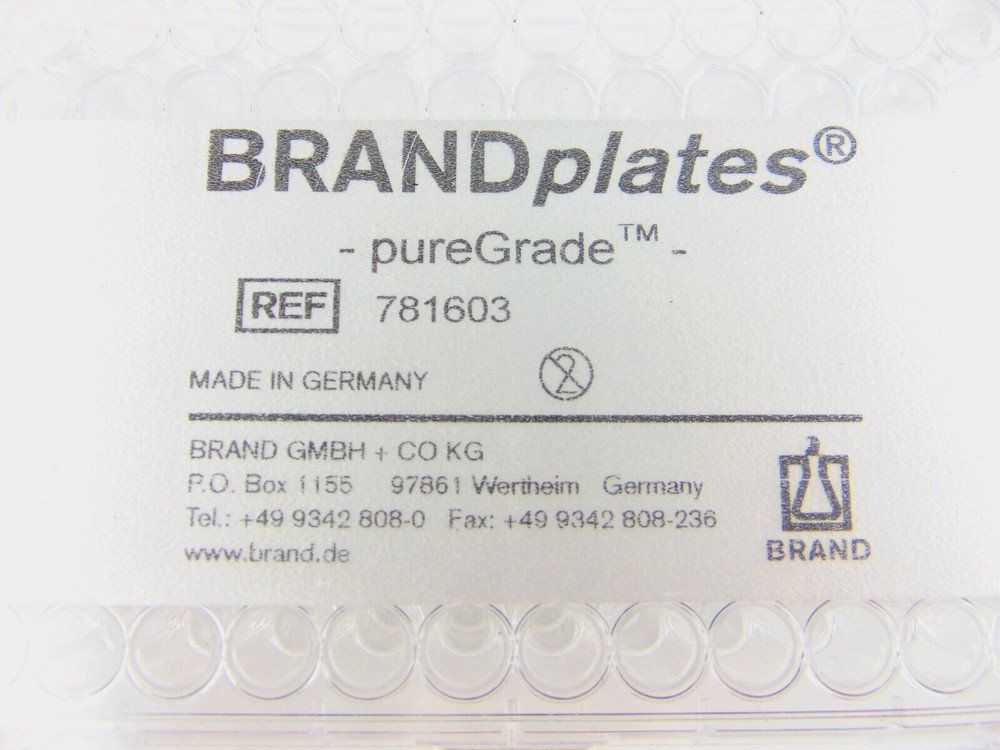 BRANDplates®
- pureGrade™ -
REF 781603
MADE IN GERMANY 2
BRAND GMBH + CO KG
P.O. Box 1155 97861 Wertheim Germany
Tel.: +49 9342 808-0 Fax: +49 9342 808-236
www.brand.de
BRAND